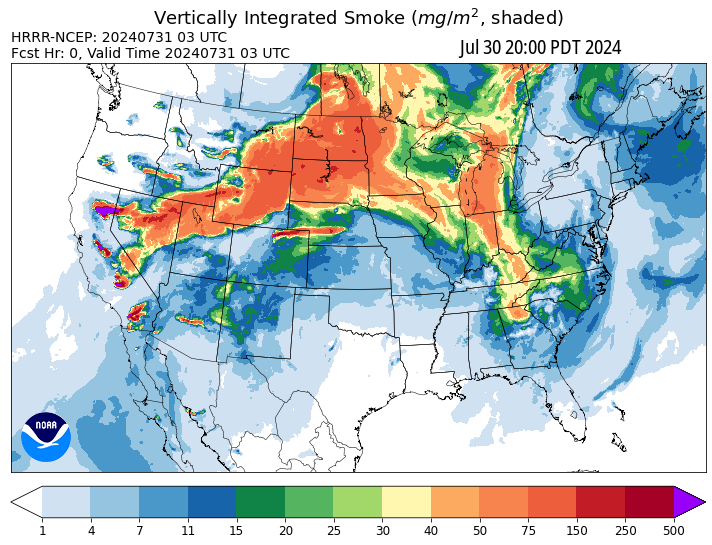 Vertically Integrated Smoke (mg/m², shaded)
HRRR-NCEP: 20240731 03 UTC
Fcst Hr: 0, Valid Time 20240731 03 UTC
Jul 30 20:00 PDT 2024
NOAA
1 4 7 11 15 20 25 30 40 50 75 150 250 500